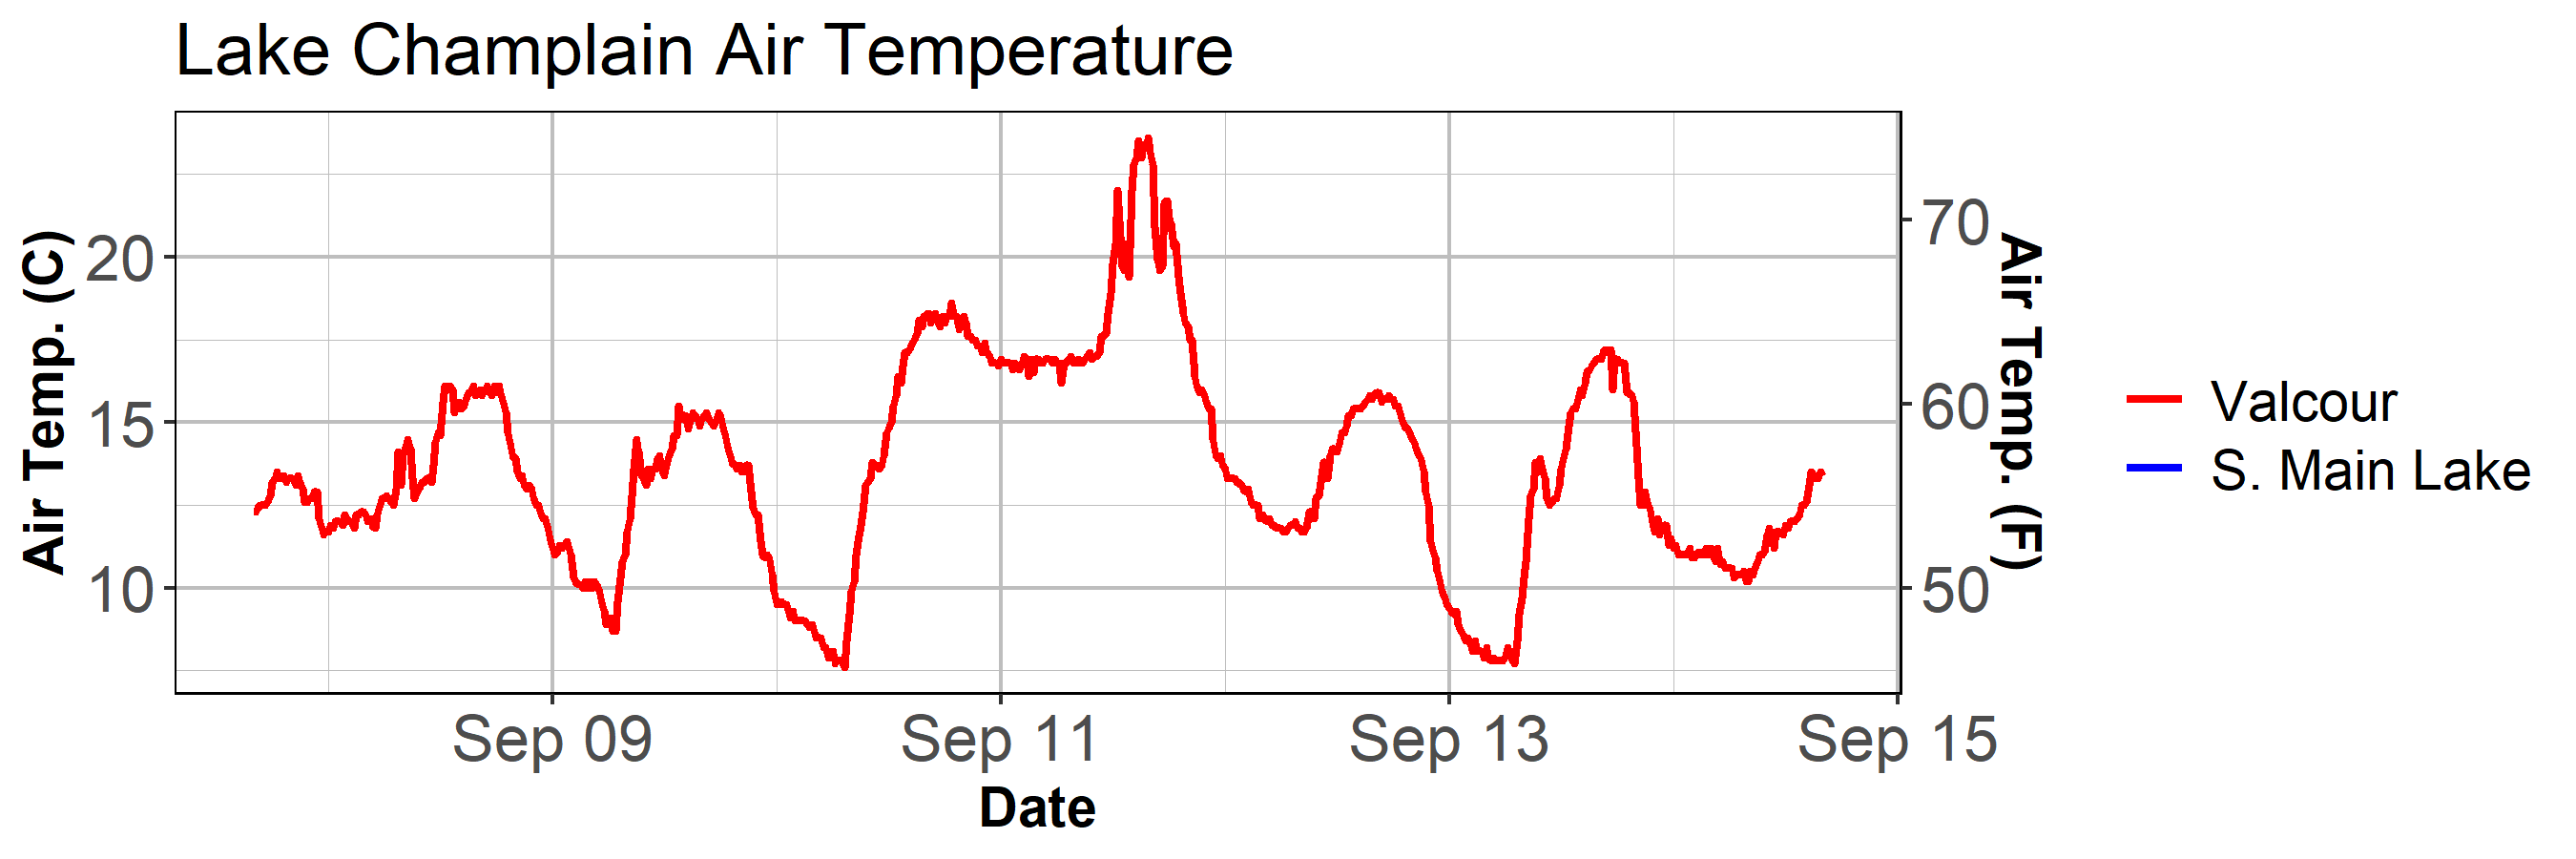 Lake Champlain Air Temperature
Air Temp. (C)
20
15
10
70
60
50
Air Temp. (F)
Sep 09
Sep 11
Sep 13
Sep 15
Date
Valcour
S. Main Lake